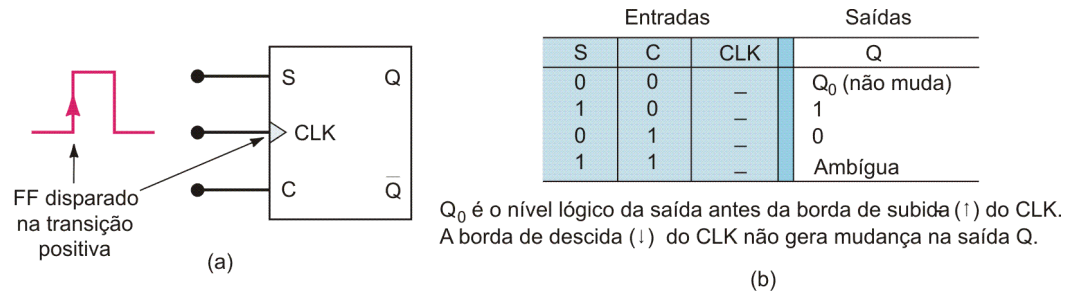 S
Q
CLK
C
Q̅
FF disparado
na transição
positiva
(a)
Entradas Saídas
S C CLK Q
0 0 _ Q₀ (não muda)
1 0 _ 1
0 1 _ 0
1 1 _ Ambígua
Q₀ é o nível lógico da saída antes da borda de subida (↑) do CLK.
A borda de descida (↓) do CLK não gera mudança na saída Q.
(b)